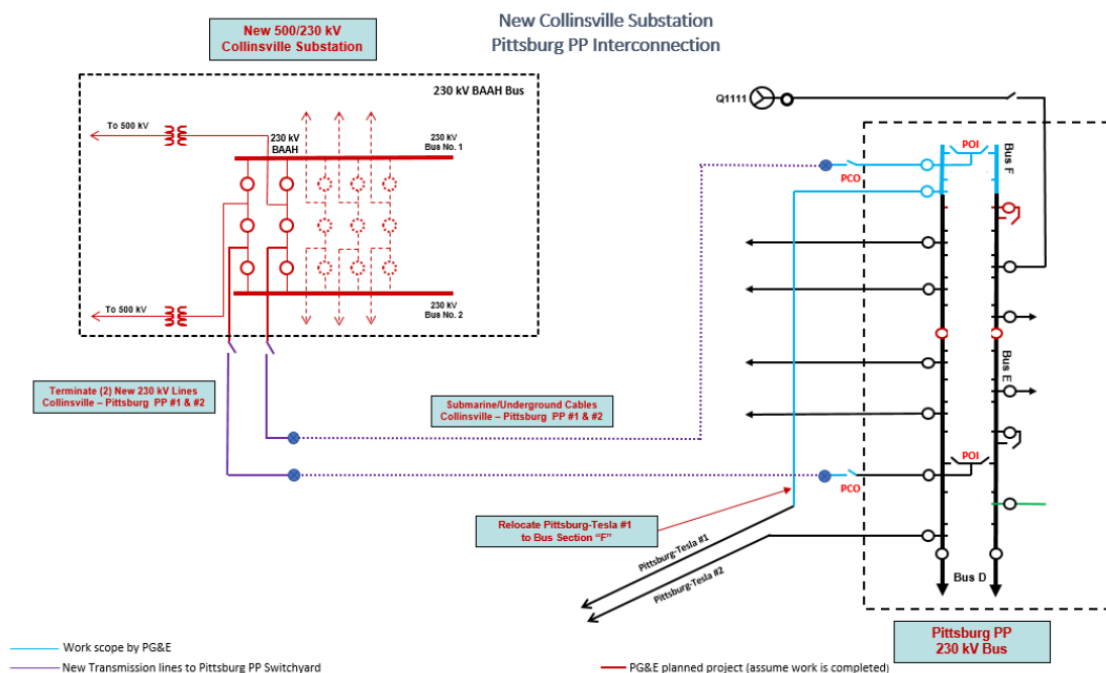 New Collinsville Substation
Pittsburg PP Interconnection
New 500/230 kV
Collinsville Substation
230 kV BAAH Bus
To 500 kV
230 kV
BAAH
230 kV
Bus No. 1
To 500 kV
230 kV
Bus No. 2
Q1111
POI
Bus F
PCO
Bus E
Terminate (2) New 230 kV Lines
Collinsville – Pittsburg PP #1 & #2
Submarine/Underground Cables
Collinsville – Pittsburg PP #1 & #2
POI
PCO
Relocate Pittsburg-Tesla #1
to Bus Section "F"
Pittsburg-Tesla #1
Pittsburg-Tesla #2
Bus D
Pittsburg PP
230 kV Bus
Work scope by PG&E
New Transmission lines to Pittsburg PP Switchyard
PG&E planned project (assume work is completed)